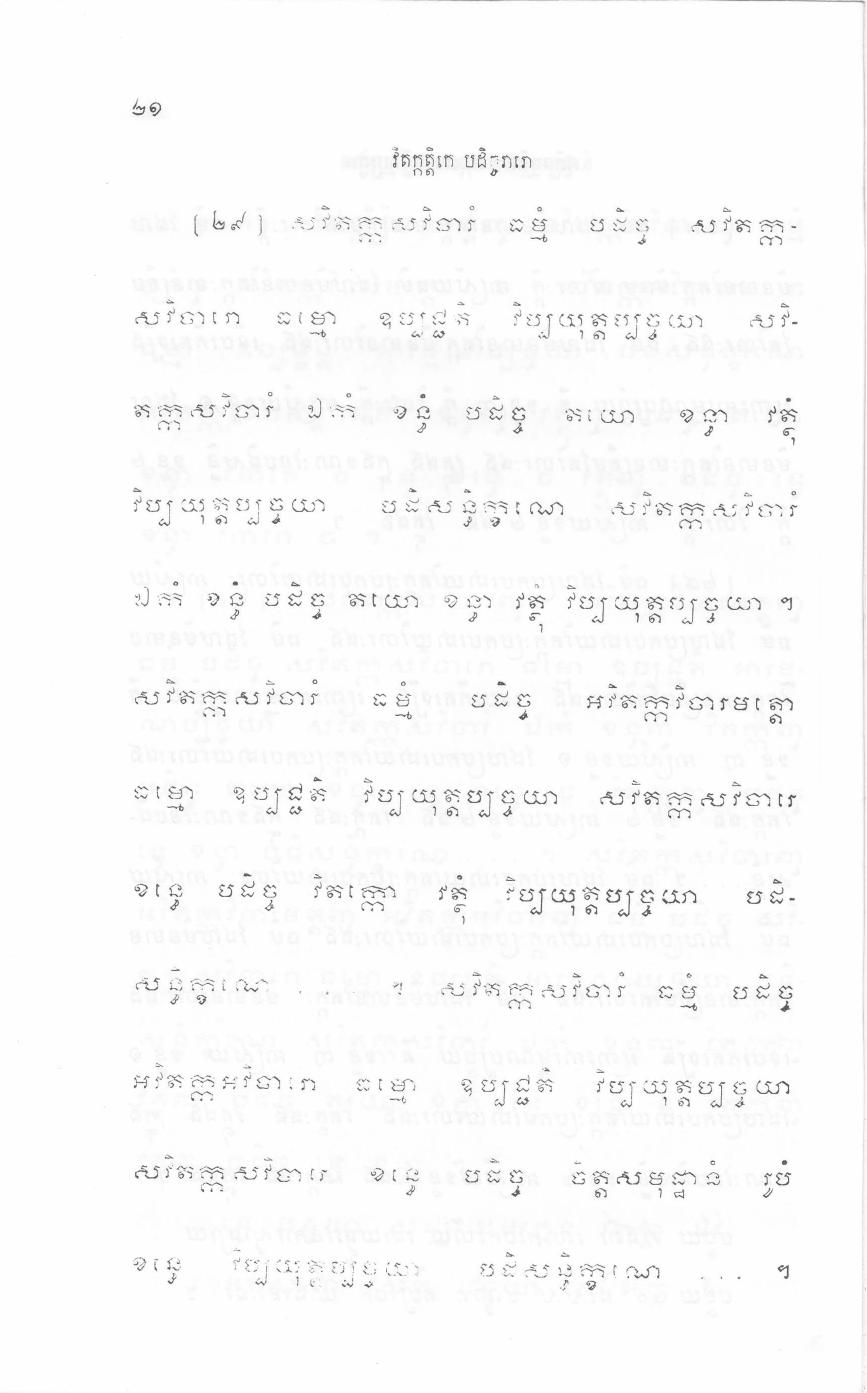 ២១
វិតក្កត្តិកេ បដិច្ចវារោ
[២៩] សវិតក្កសវិចារំ ធម្មំ បដិច្ច សវិតក្ក-
សវិចារោ ធម្មោ ឧប្បជ្ជតិ វិប្បយុត្តប្បច្ចយា សវិ-
តក្កសវិចារំ ឯកំ ខន្ធំ បដិច្ច តយោ ខន្ធា វត្ថុំ
វិប្បយុត្តប្បច្ចយា បដិសន្ធិក្ខណេ សវិតក្កសវិចារំ
ឯកំ ខន្ធំ បដិច្ច តយោ ខន្ធា វត្ថុំ វិប្បយុត្តប្បច្ចយា ។
សវិតក្កសវិចារំ ធម្មំ បដិច្ច អវិតក្កវិចារមត្តោ
ធម្មោ ឧប្បជ្ជតិ វិប្បយុត្តប្បច្ចយា សវិតក្កសវិចារេ
ខន្ធេ បដិច្ច វិតក្កោ វត្ថុំ វិប្បយុត្តប្បច្ចយា បដិ-
សន្ធិក្ខណេ ... ។ សវិតក្កសវិចារំ ធម្មំ បដិច្ច
អវិតក្កអវិចារោ ធម្មោ ឧប្បជ្ជតិ វិប្បយុត្តប្បច្ចយា
សវិតក្កសវិចារេ ខន្ធេ បដិច្ច ចិត្តសមុដ្ឋានំ រូបំ
ខន្ធេ វិប្បយុត្តប្បច្ចយា បដិសន្ធិក្ខណេ ... ។